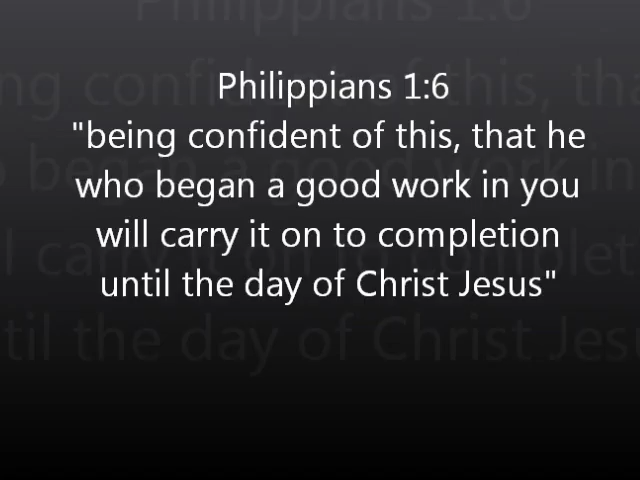 Philippians 1:6
"being confident of this, that he
who began a good work in you
will carry it on to completion
until the day of Christ Jesus"